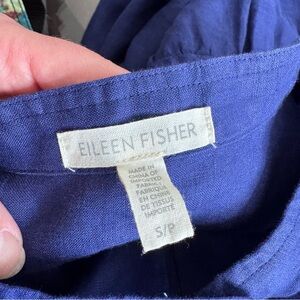 EILEEN FISHER
MADE IN
CHINA OF
IMPORTED
FABRIC
FABRIQUÉ
EN CHINE
DE TISSUS
IMPORTÉ
S/P